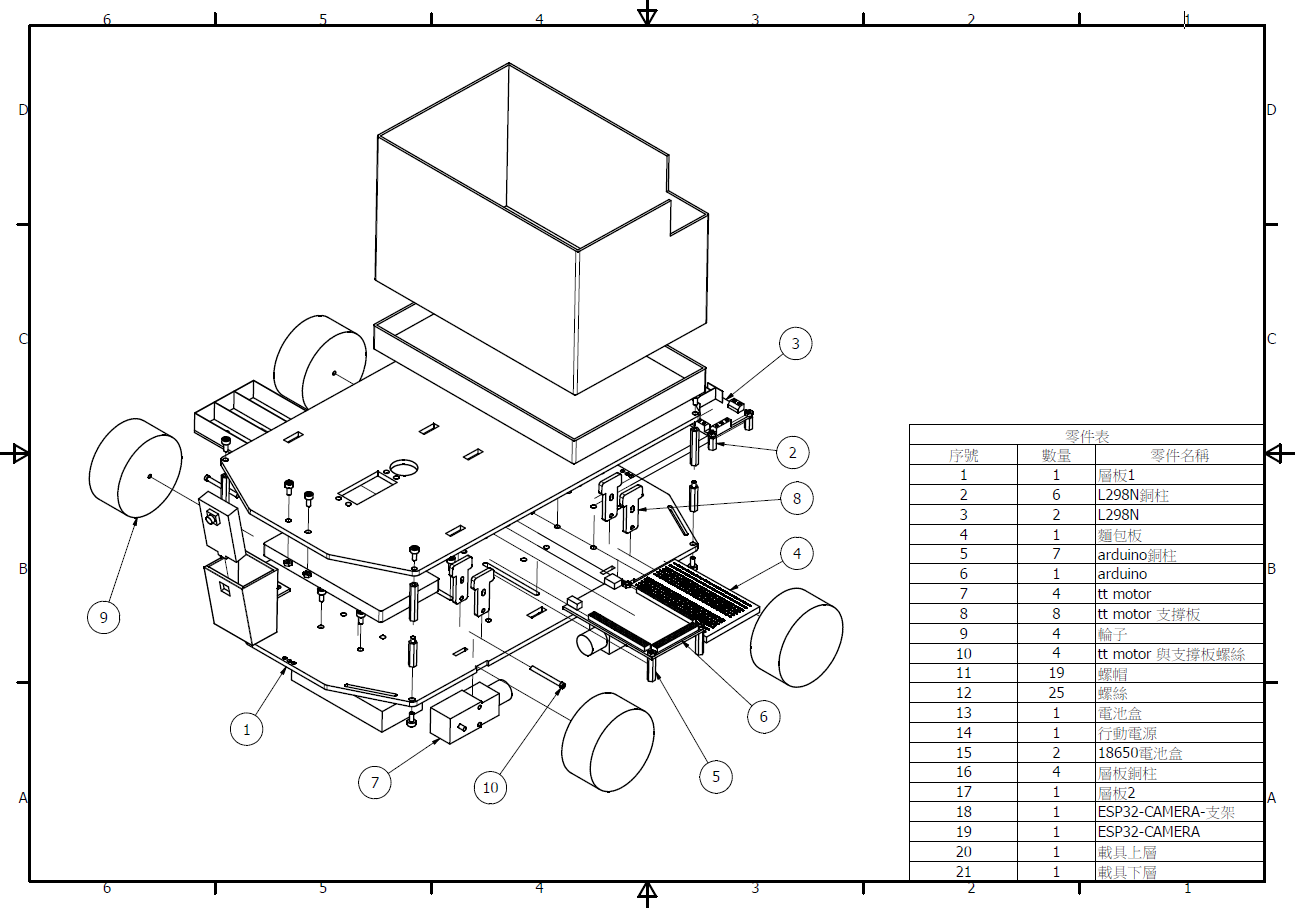 6 5 4 3 2 1
D D
C C
B B
A A
3
2
8
4
9
1
6
7
10
5
零件表
序號 數量 零件名稱
1 1 層板1
2 6 L298N銅柱
3 2 L298N
4 1 麵包板
5 7 arduino銅柱
6 1 arduino
7 4 tt motor
8 8 tt motor 支撐板
9 4 輪子
10 4 tt motor 與支撐板螺絲
11 19 螺帽
12 25 螺絲
13 1 電池盒
14 1 行動電源
15 2 18650電池盒
16 4 層板銅柱
17 1 層板2
18 1 ESP32-CAMERA-支架
19 1 ESP32-CAMERA
20 1 載具上層
21 1 載具下層
6 5 4 3 2 1